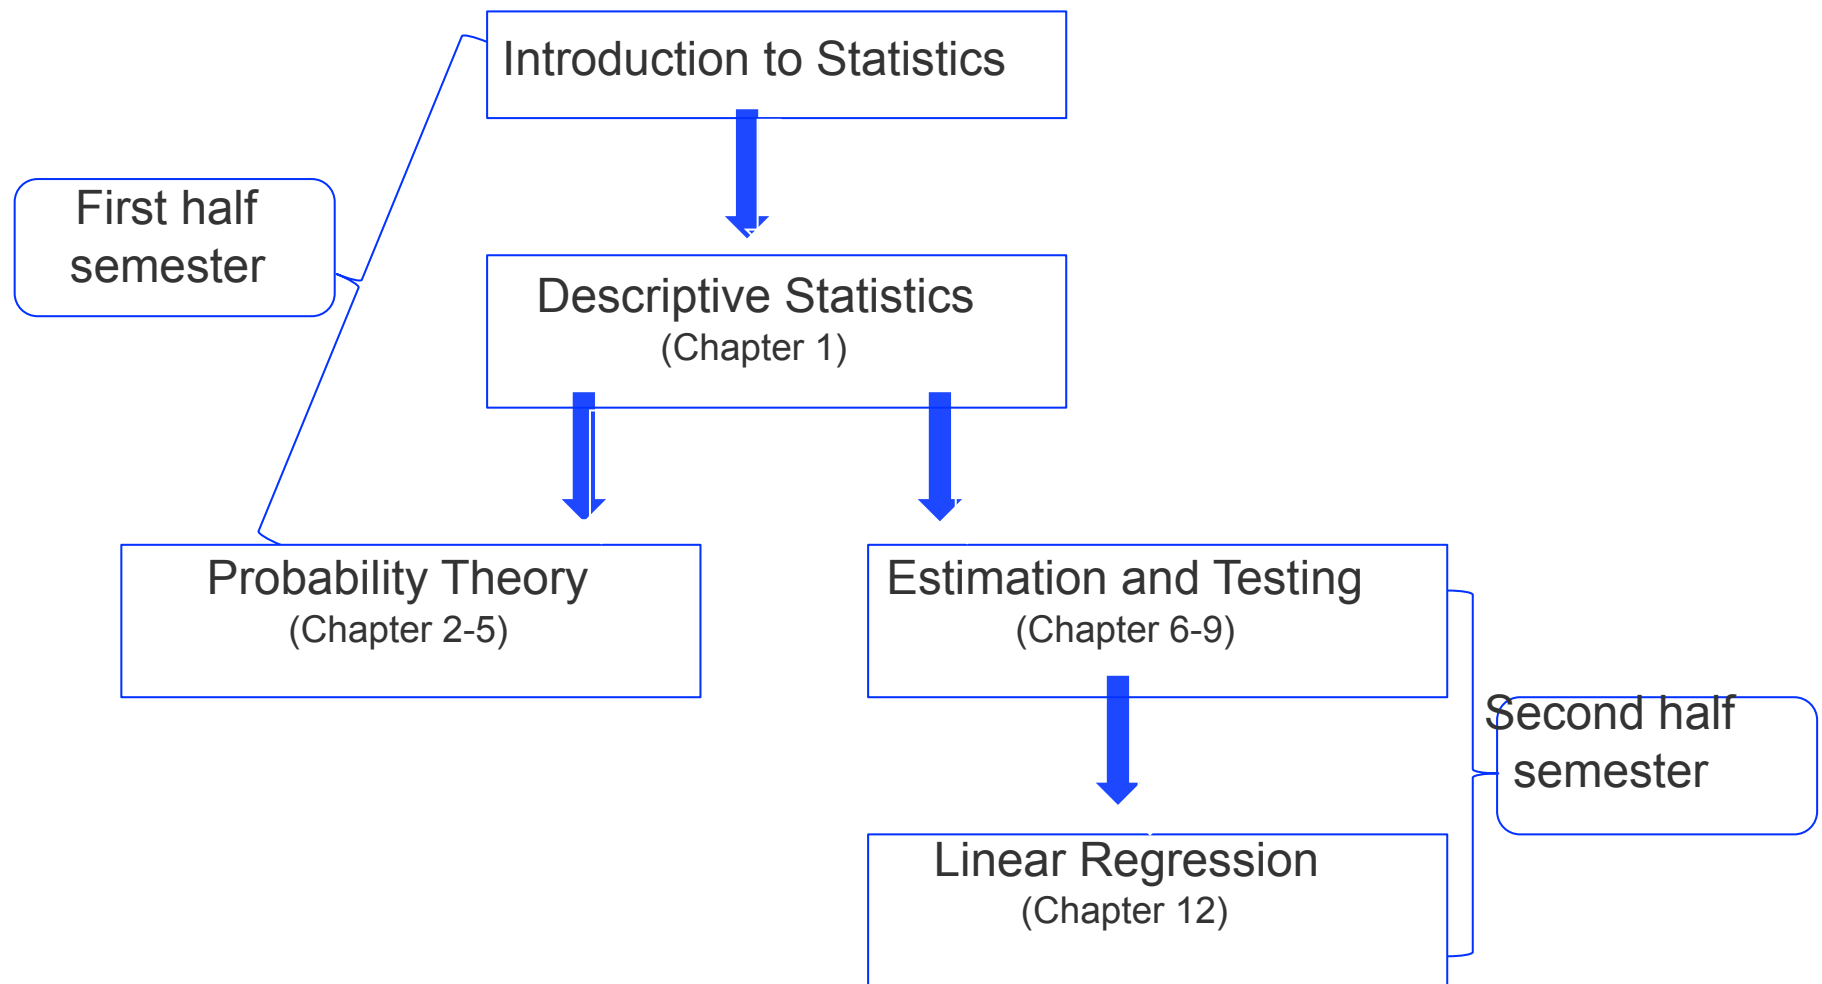 Introduction to Statistics
First half
semester
Descriptive Statistics
(Chapter 1)
Probability Theory
(Chapter 2-5)
Estimation and Testing
(Chapter 6-9)
Second half
semester
Linear Regression
(Chapter 12)